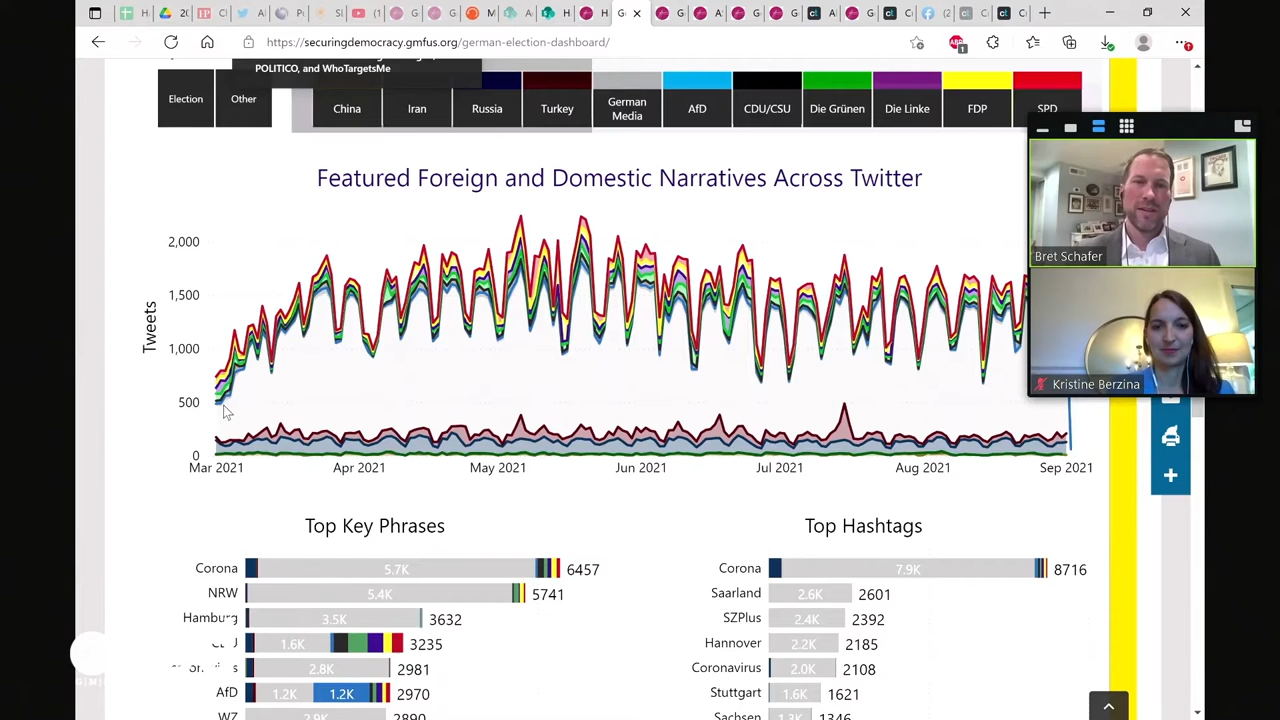 https://securingdemocracy.gmfus.org/german-election-dashboard/
POLITICO, and WhoTargetsMe
Election
Other
China
Iran
Russia
Turkey
German
Media
AfD
CDU/CSU
Die Grünen
Die Linke
FDP
SPD
Featured Foreign and Domestic Narratives Across Twitter
Bret Schafer
Kristine Berzina
Tweets
2,000
1,500
1,000
500
0
Mar 2021
Apr 2021
May 2021
Jun 2021
Jul 2021
Aug 2021
Sep 2021
Top Key Phrases
Corona 5.7K 6457
NRW 5.4K 5741
Hamburg 3.5K 3632
1.6K 3235
2.8K 2981
AfD 1.2K 1.2K 2970
WZ 2.9K 2890
Top Hashtags
Corona 7.9K 8716
Saarland 2.6K 2601
SZPlus 2.4K 2392
Hannover 2.2K 2185
Coronavirus 2.0K 2108
Stuttgart 1.6K 1621
Sachsen 1.3K 1346